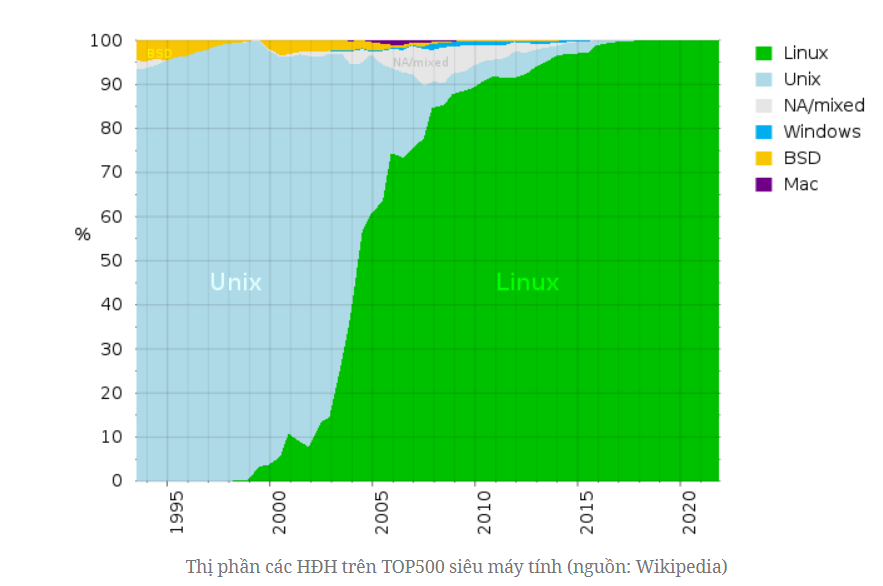 100
90
80
70
60
50
40
30
20
10
0
%
BSD
NA/mixed
Unix
Linux
1995
2000
2005
2010
2015
2020
Linux
Unix
NA/mixed
Windows
BSD
Mac
Thị phần các HĐH trên TOP500 siêu máy tính (nguồn: Wikipedia)